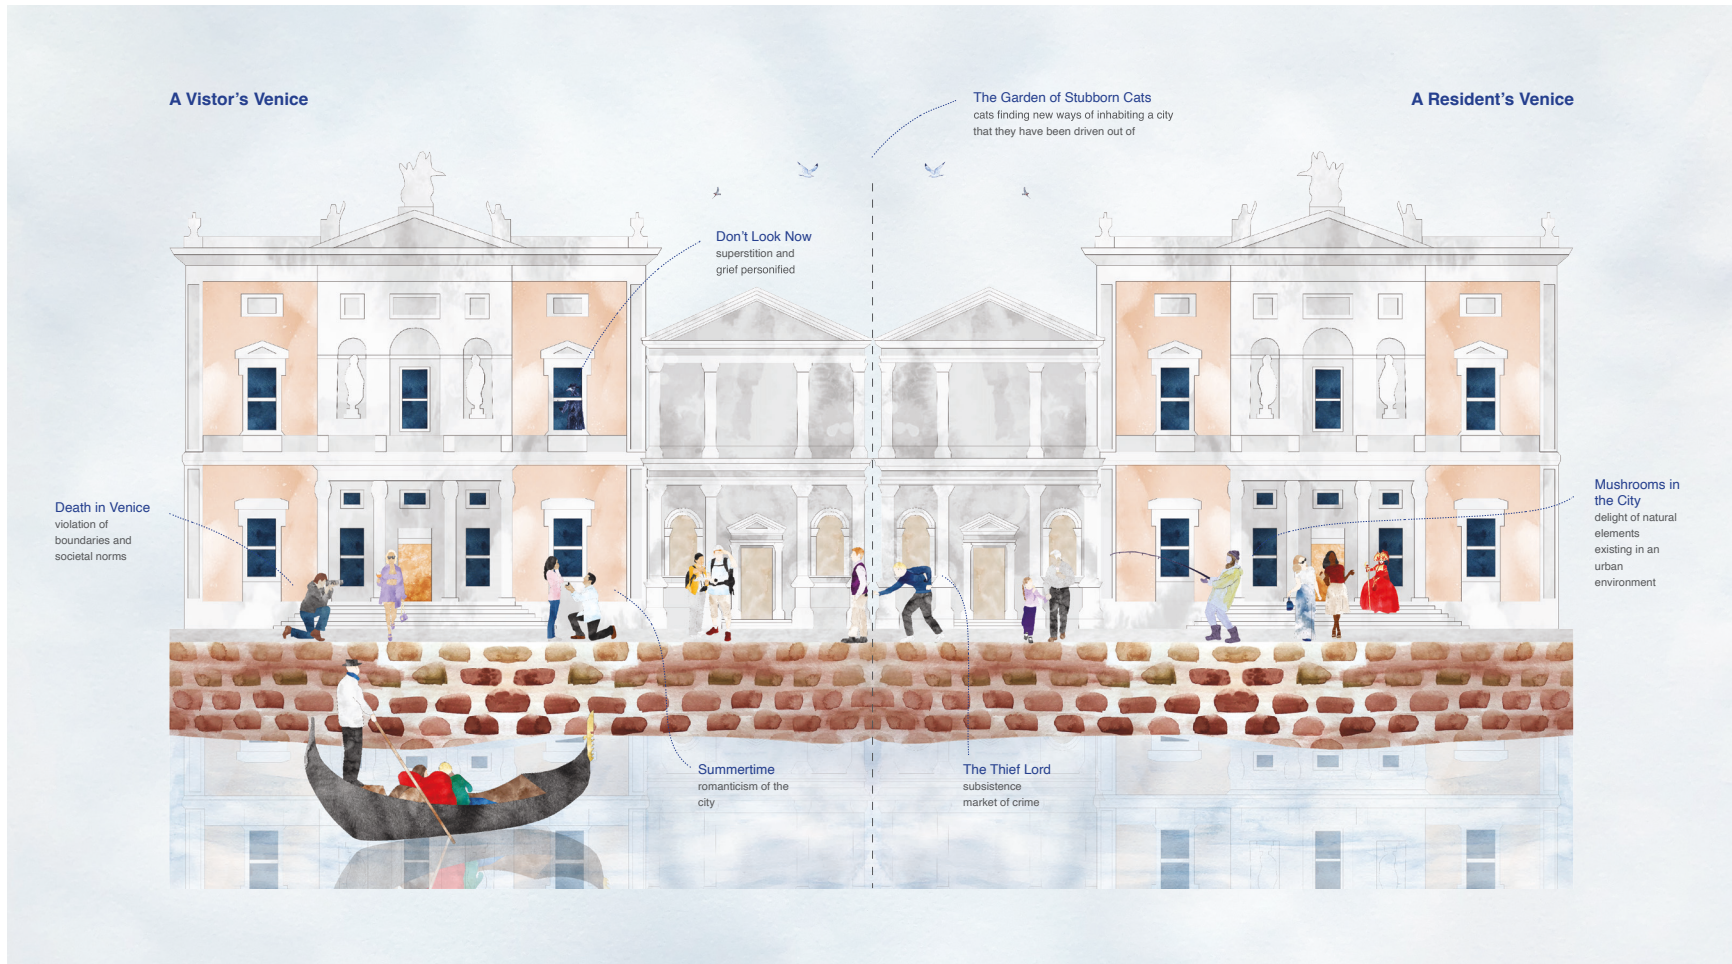 A Vistor's Venice
The Garden of Stubborn Cats
cats finding new ways of inhabiting a city
that they have been driven out of
A Resident's Venice
Don't Look Now
superstition and
grief personified
Death in Venice
violation of
boundaries and
societal norms
Mushrooms in
the City
delight of natural
elements
existing in an
urban
environment
Summertime
romanticism of the
city
The Thief Lord
subsistence
market of crime